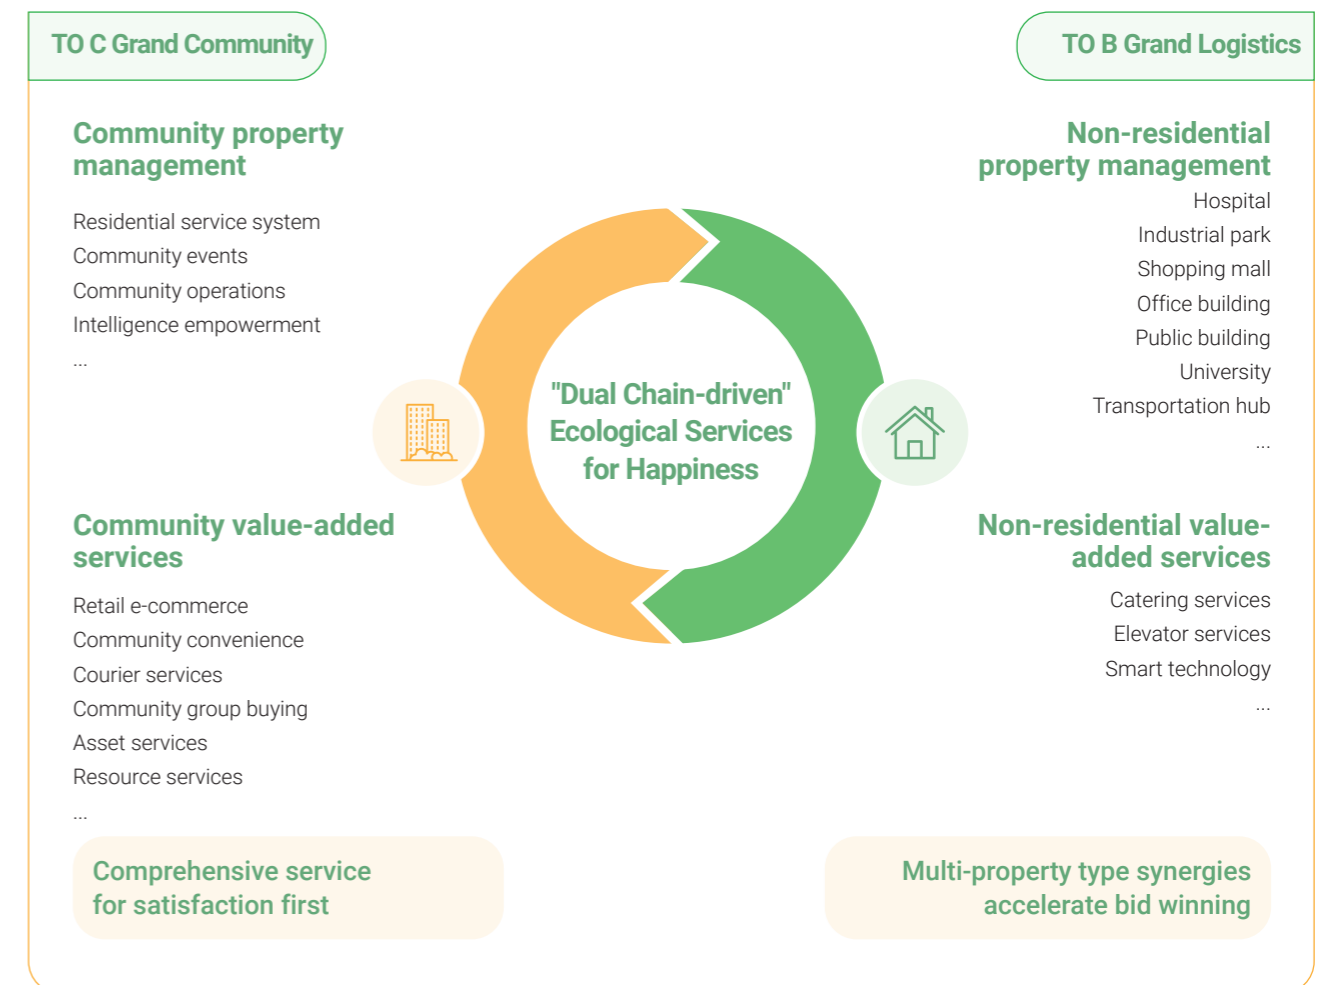 TO C Grand Community
Community property
management
Residential service system
Community events
Community operations
Intelligence empowerment
...
Community value-added
services
Retail e-commerce
Community convenience
Courier services
Community group buying
Asset services
Resource services
...
Comprehensive service
for satisfaction first
"Dual Chain-driven"
Ecological Services
for Happiness
TO B Grand Logistics
Non-residential
property management
Hospital
Industrial park
Shopping mall
Office building
Public building
University
Transportation hub
...
Non-residential value-
added services
Catering services
Elevator services
Smart technology
...
Multi-property type synergies
accelerate bid winning